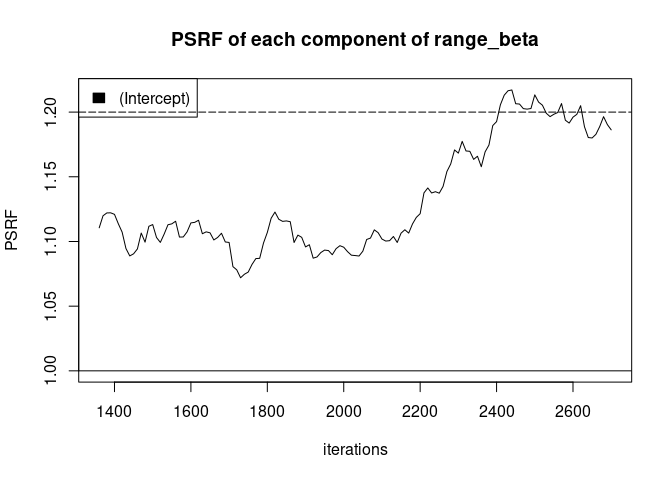 PSRF of each component of range_beta
(Intercept)
PSRF
1.20
1.15
1.10
1.05
1.00
1400 1600 1800 2000 2200 2400 2600
iterations